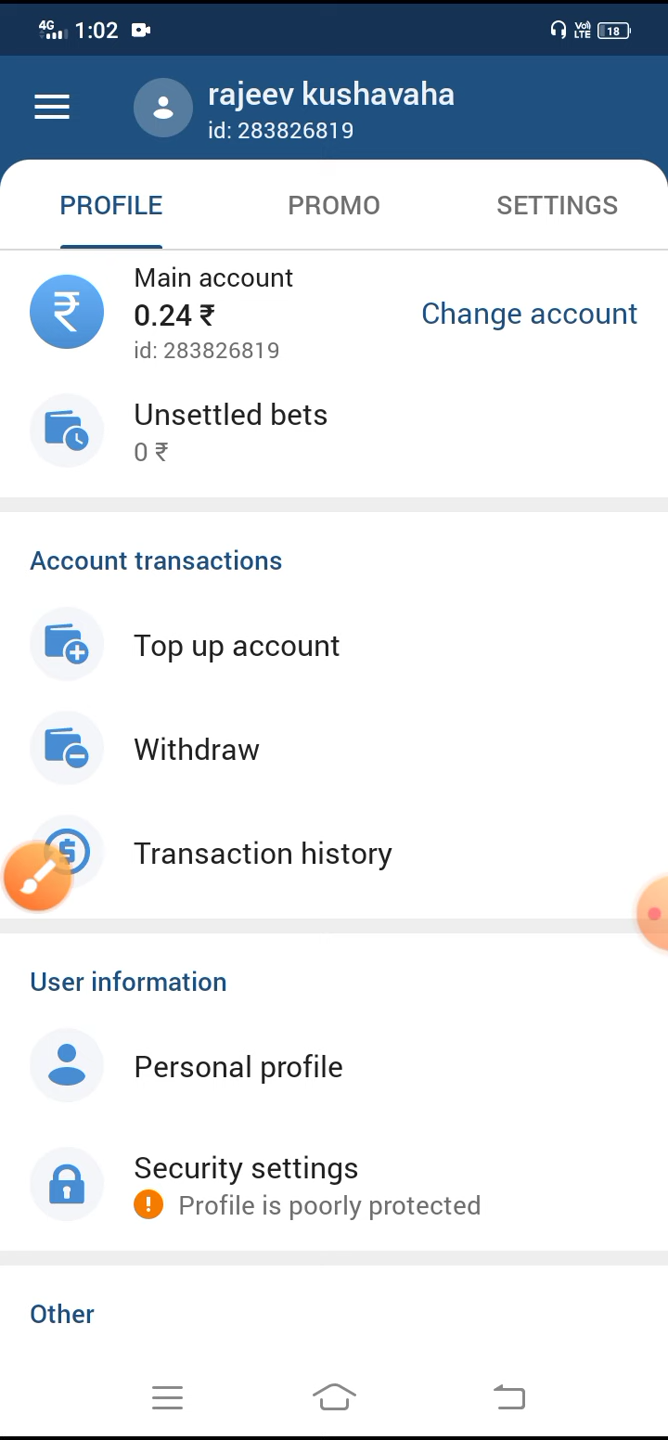 4G 1:02 Vo) LTE 18
rajeev kushavaha
id: 283826819
PROFILE PROMO SETTINGS
Main account
0.24 ₹
Change account
id: 283826819
Unsettled bets
0 ₹
Account transactions
Top up account
Withdraw
Transaction history
User information
Personal profile
Security settings
Profile is poorly protected
Other